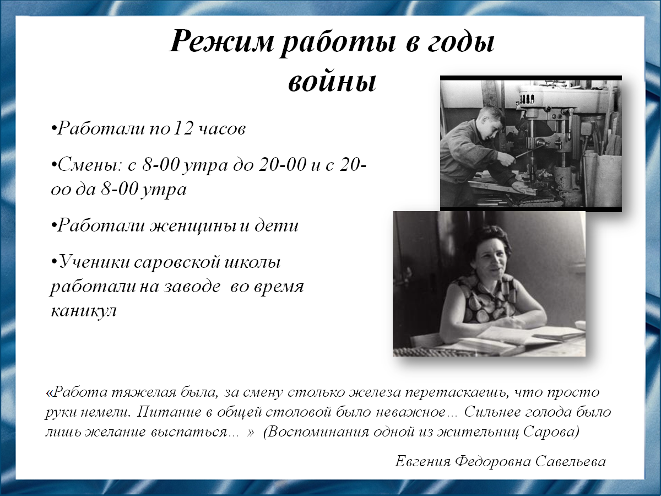 Режим работы в годы
войны
•Работали по 12 часов
•Смены: с 8-00 утра до 20-00 и с 20-
оо да 8-00 утра
•Работали женщины и дети
•Ученики саровской школы
работали на заводе во время
каникул
«Работа тяжелая была, за смену столько железа перетаскаешь, что просто
руки немели. Питание в общей столовой было неважное… Сильнее голода было
лишь желание выспаться… » (Воспоминания одной из жительниц Сарова)
Евгения Федоровна Савельева